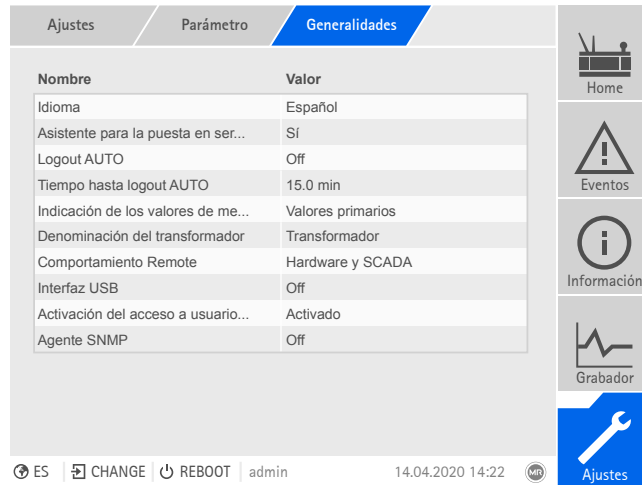 Ajustes Parámetro Generalidades
Nombre Valor
Idioma Español
Asistente para la puesta en ser... Sí
Logout AUTO Off
Tiempo hasta logout AUTO 15.0 min
Indicación de los valores de me... Valores primarios
Denominación del transformador Transformador
Comportamiento Remote Hardware y SCADA
Interfaz USB Off
Activación del acceso a usuario... Activado
Agente SNMP Off
Home
Eventos
Información
Grabador
Ajustes
ES CHANGE REBOOT admin 14.04.2020 14:22 MR